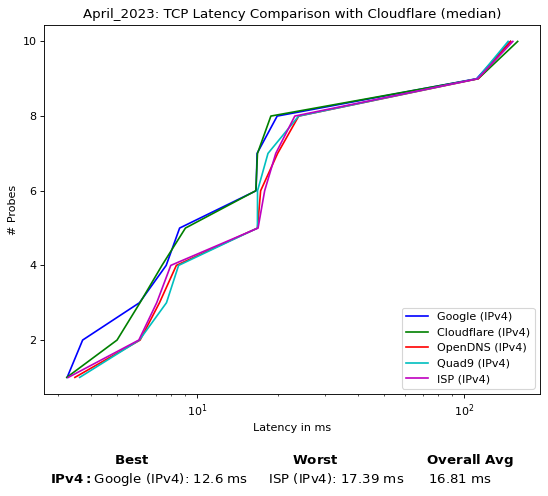 April_2023: TCP Latency Comparison with Cloudflare (median)
10
8
6
4
2
# Probes
Google (IPv4)
Cloudflare (IPv4)
OpenDNS (IPv4)
Quad9 (IPv4)
ISP (IPv4)
10¹ 10²
Latency in ms
Best Worst Overall Avg
IPv4: Google (IPv4): 12.6 ms ISP (IPv4): 17.39 ms 16.81 ms